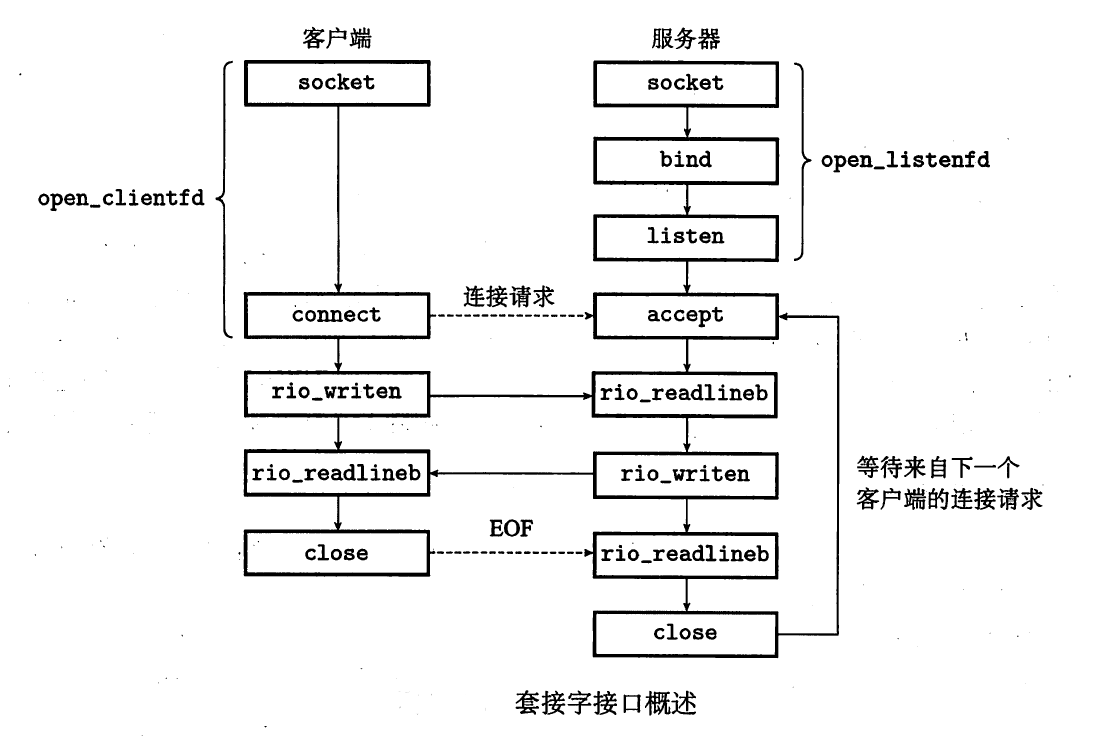 客户端
服务器
socket
socket
bind
open_listenfd
open_clientfd
listen
连接请求
connect
accept
rio_writen
rio_readlineb
rio_readlineb
rio_writen
等待来自下一个
客户端的连接请求
EOF
close
rio_readlineb
close
套接字接口概述